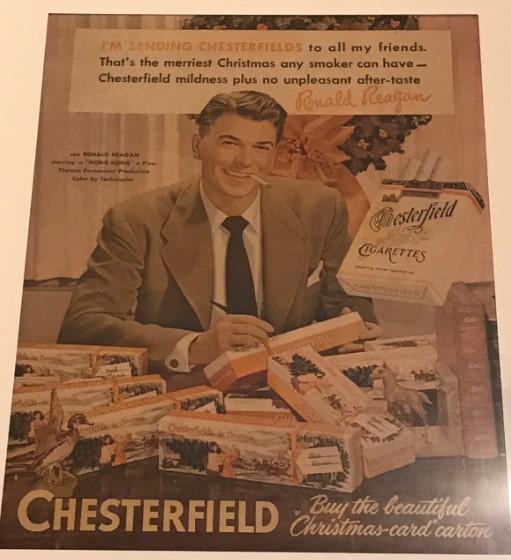 I'M SENDING CHESTERFIELDS to all my friends.
That's the merriest Christmas any smoker can have—
Chesterfield mildness plus no unpleasant after-taste
Ronald Reagan
see RONALD REAGAN
starring in "HONG KONG" a Pine-
Thomas Paramount Production
Color by Technicolor
Chesterfield
CIGARETTES
CHESTERFIELD
Chesterfields
Chesterfields
CHESTERFIELD
Buy the beautiful
"Christmas-card" carton